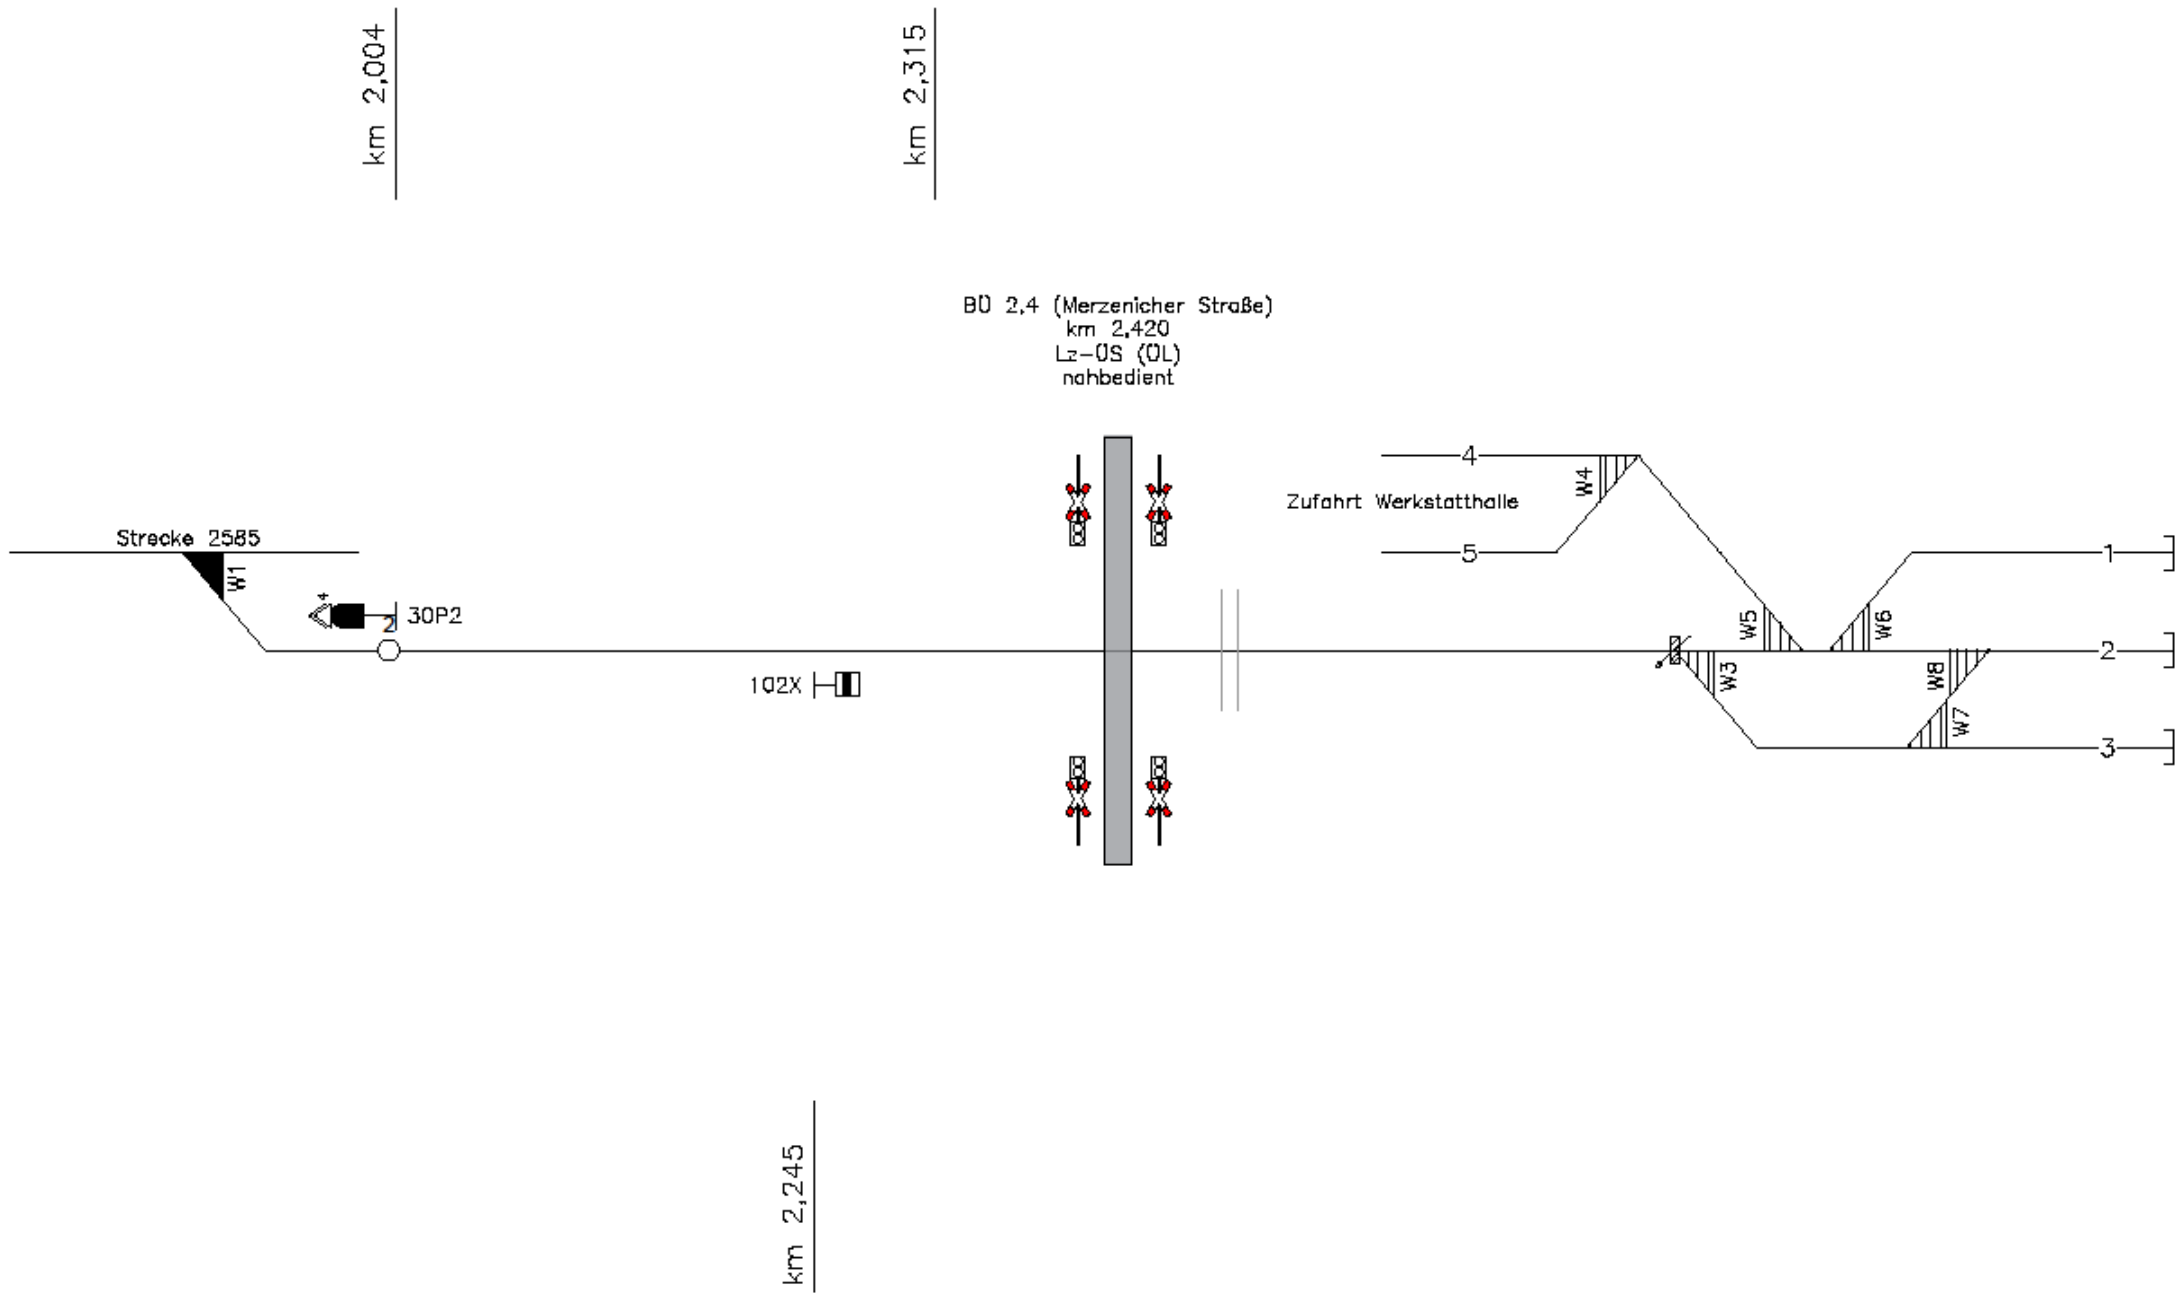 km 2,004
km 2,315
BÜ 2,4 (Merzenicher Straße)
km 2,420
Lz-ÜS (ÜL)
nahbedient
4
W4
Zufahrt Werkstatthalle
Strecke 2585
5
1
W1
4
30P2
2
W5
W6
2
102X
W3
W8
W7
3
km 2,245